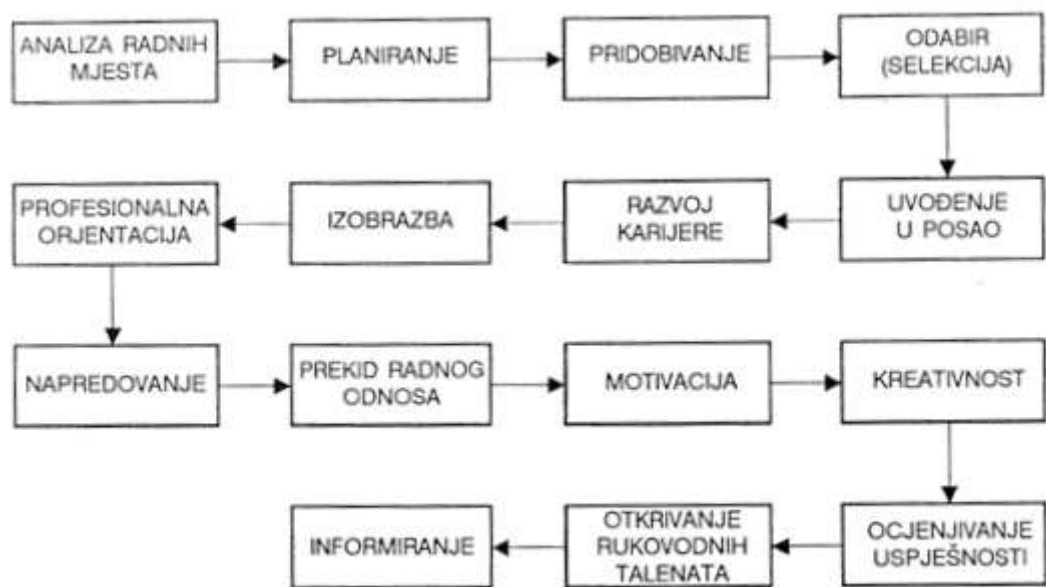 ANALIZA RADNIH
MJESTA
PLANIRANJE
PRIDOBIVANJE
ODABIR
(SELEKCIJA)
UVOĐENJE
U POSAO
RAZVOJ
KARIJERE
IZOBRAZBA
PROFESIONALNA
ORJENTACIJA
NAPREDOVANJE
PREKID RADNOG
ODNOSA
MOTIVACIJA
KREATIVNOST
OCJENJIVANJE
USPJEŠNOSTI
OTKRIVANJE
RUKOVODNIH
TALENATA
INFORMIRANJE